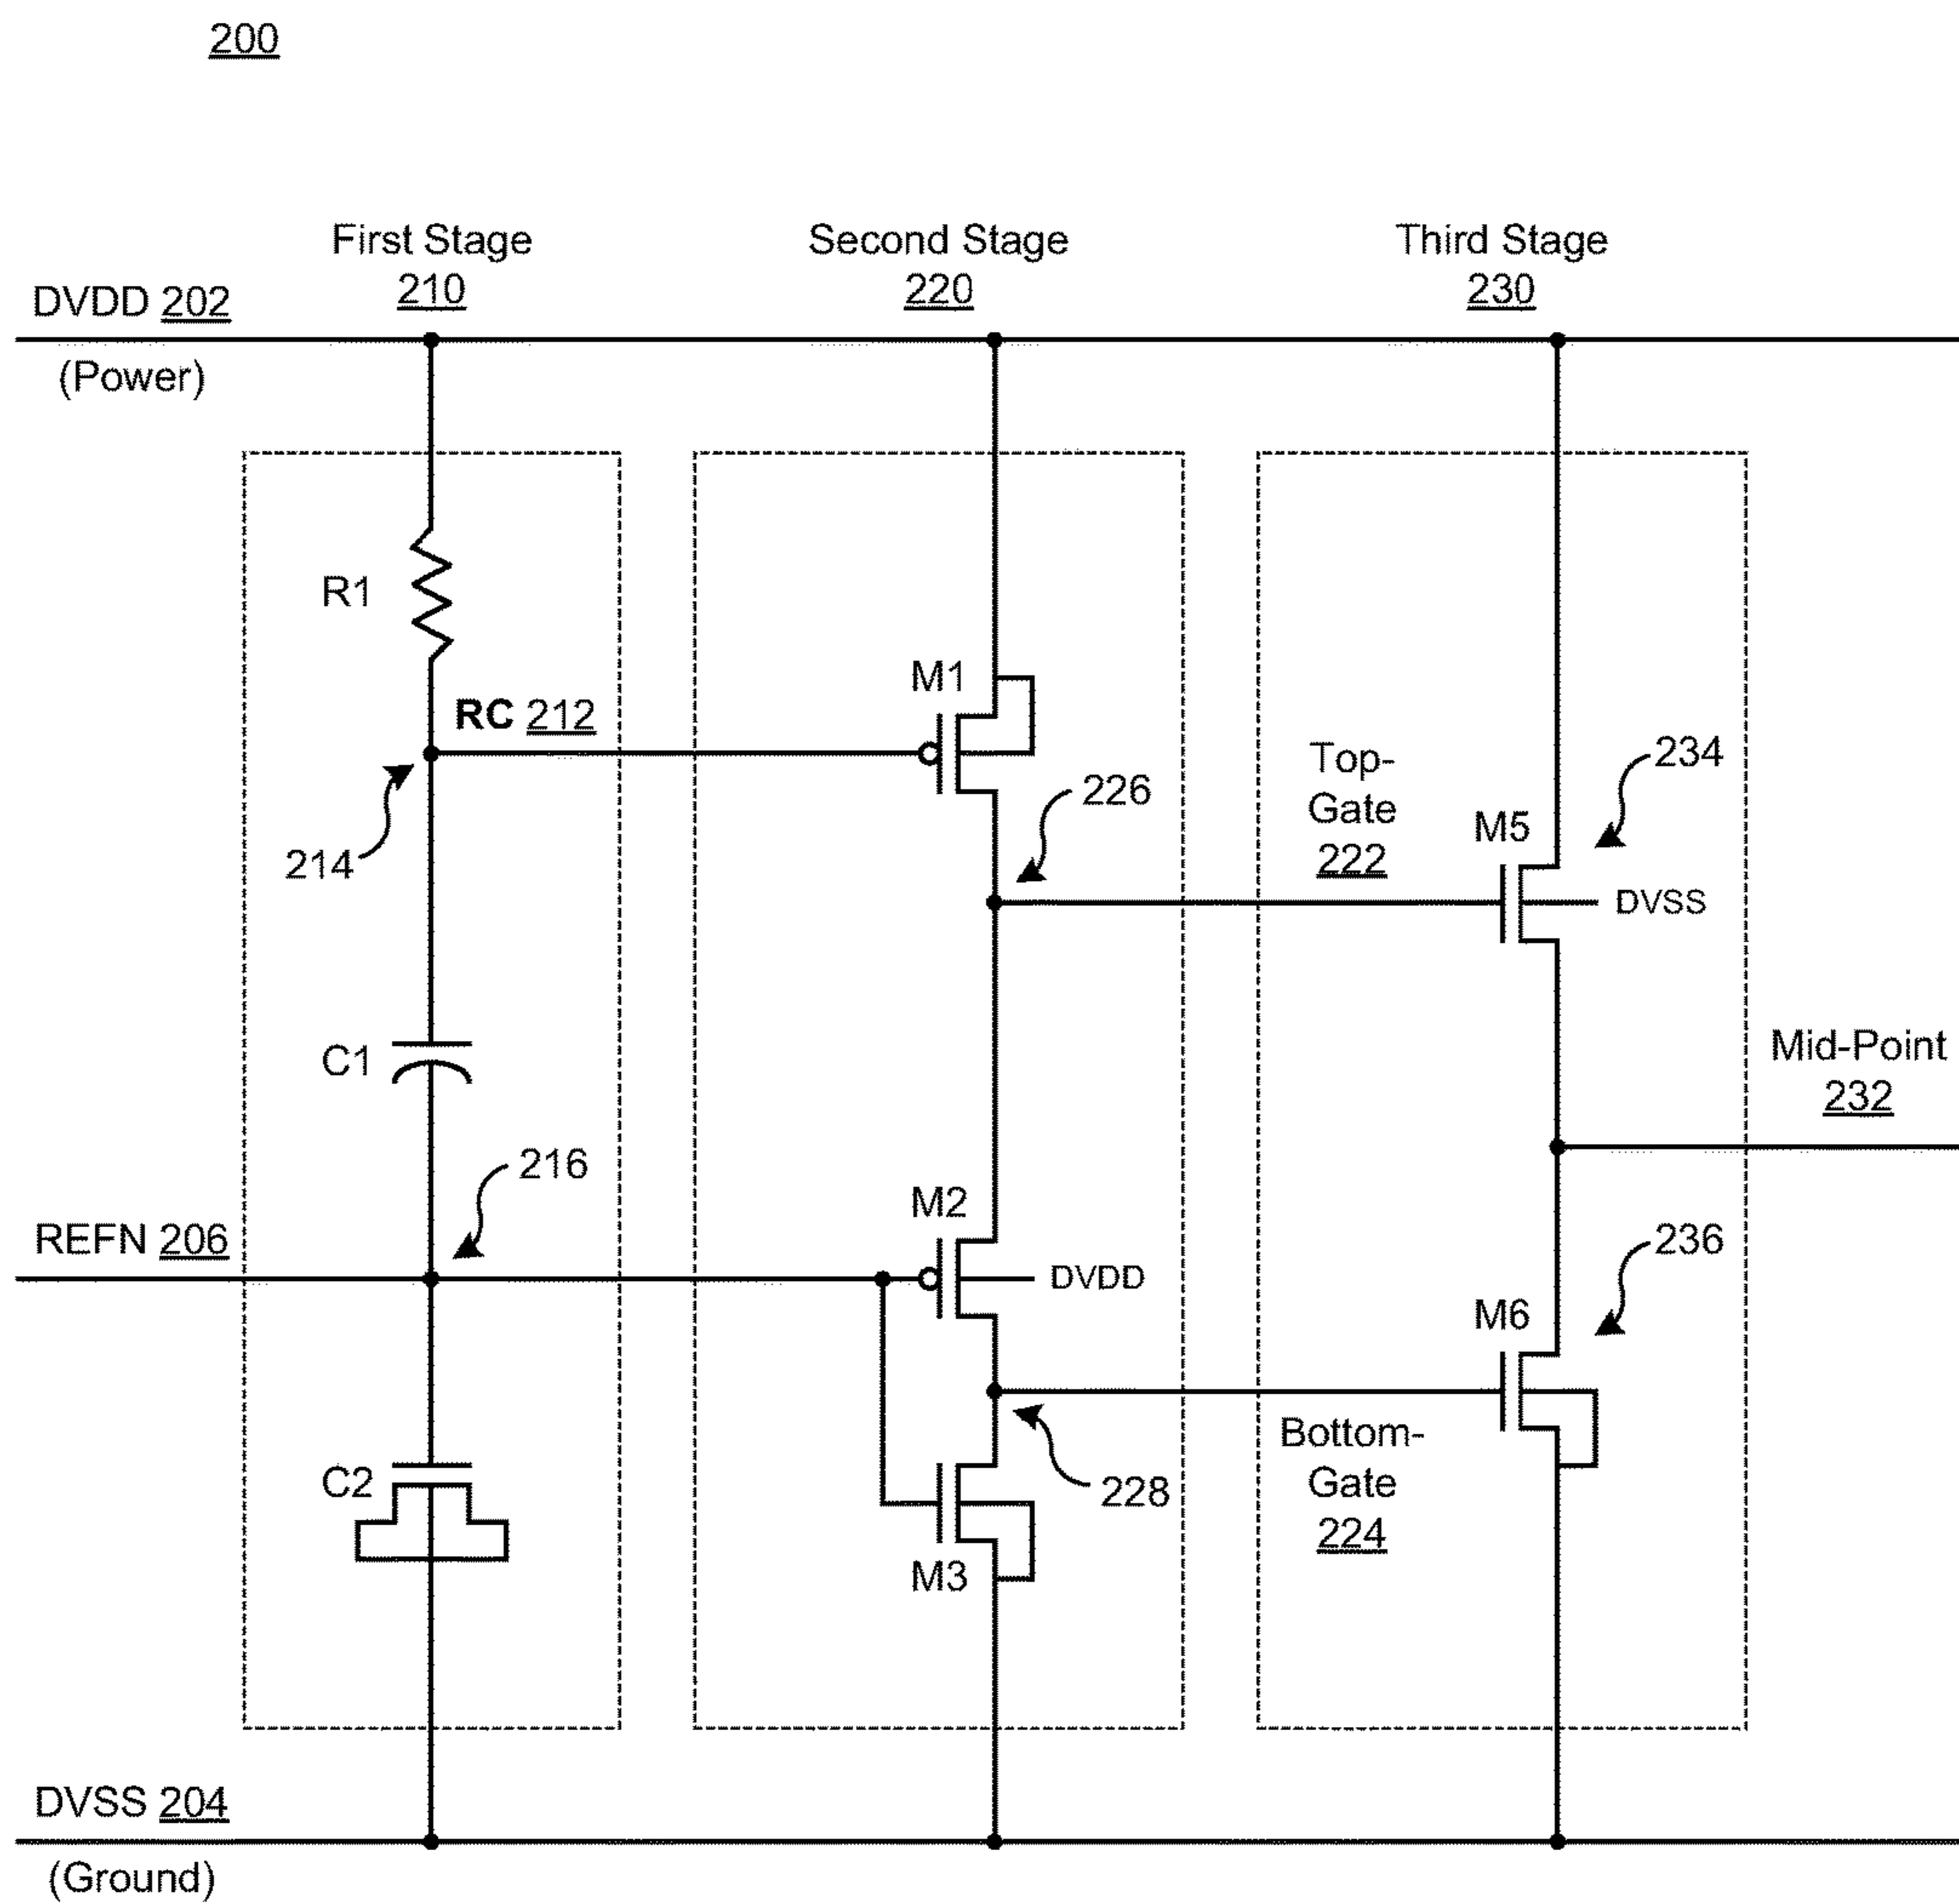 200
First Stage
210
Second Stage
220
Third Stage
230
DVDD 202
(Power)
R1
RC 212
214
M1
226
Top-
Gate
222
M5
234
DVSS
C1
216
Mid-Point
232
REFN 206
M2
DVDD
M6
236
C2
228
Bottom-
Gate
224
M3
DVSS 204
(Ground)